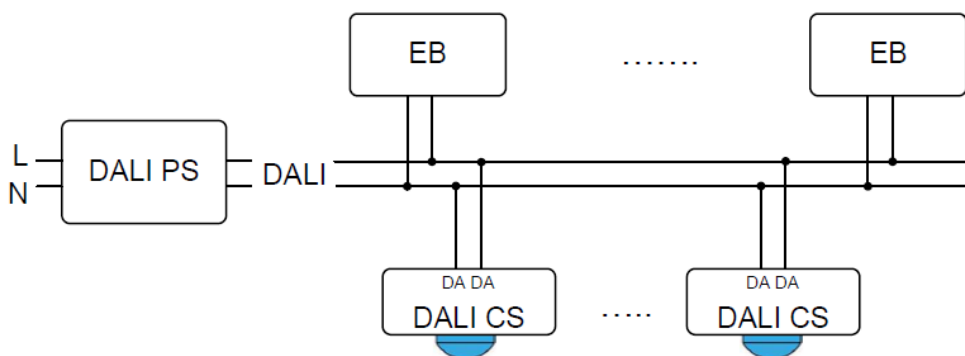 EB
.......
EB
L
DALI PS
DALI
N
DA DA
DA DA
DALI CS
.....
DALI CS